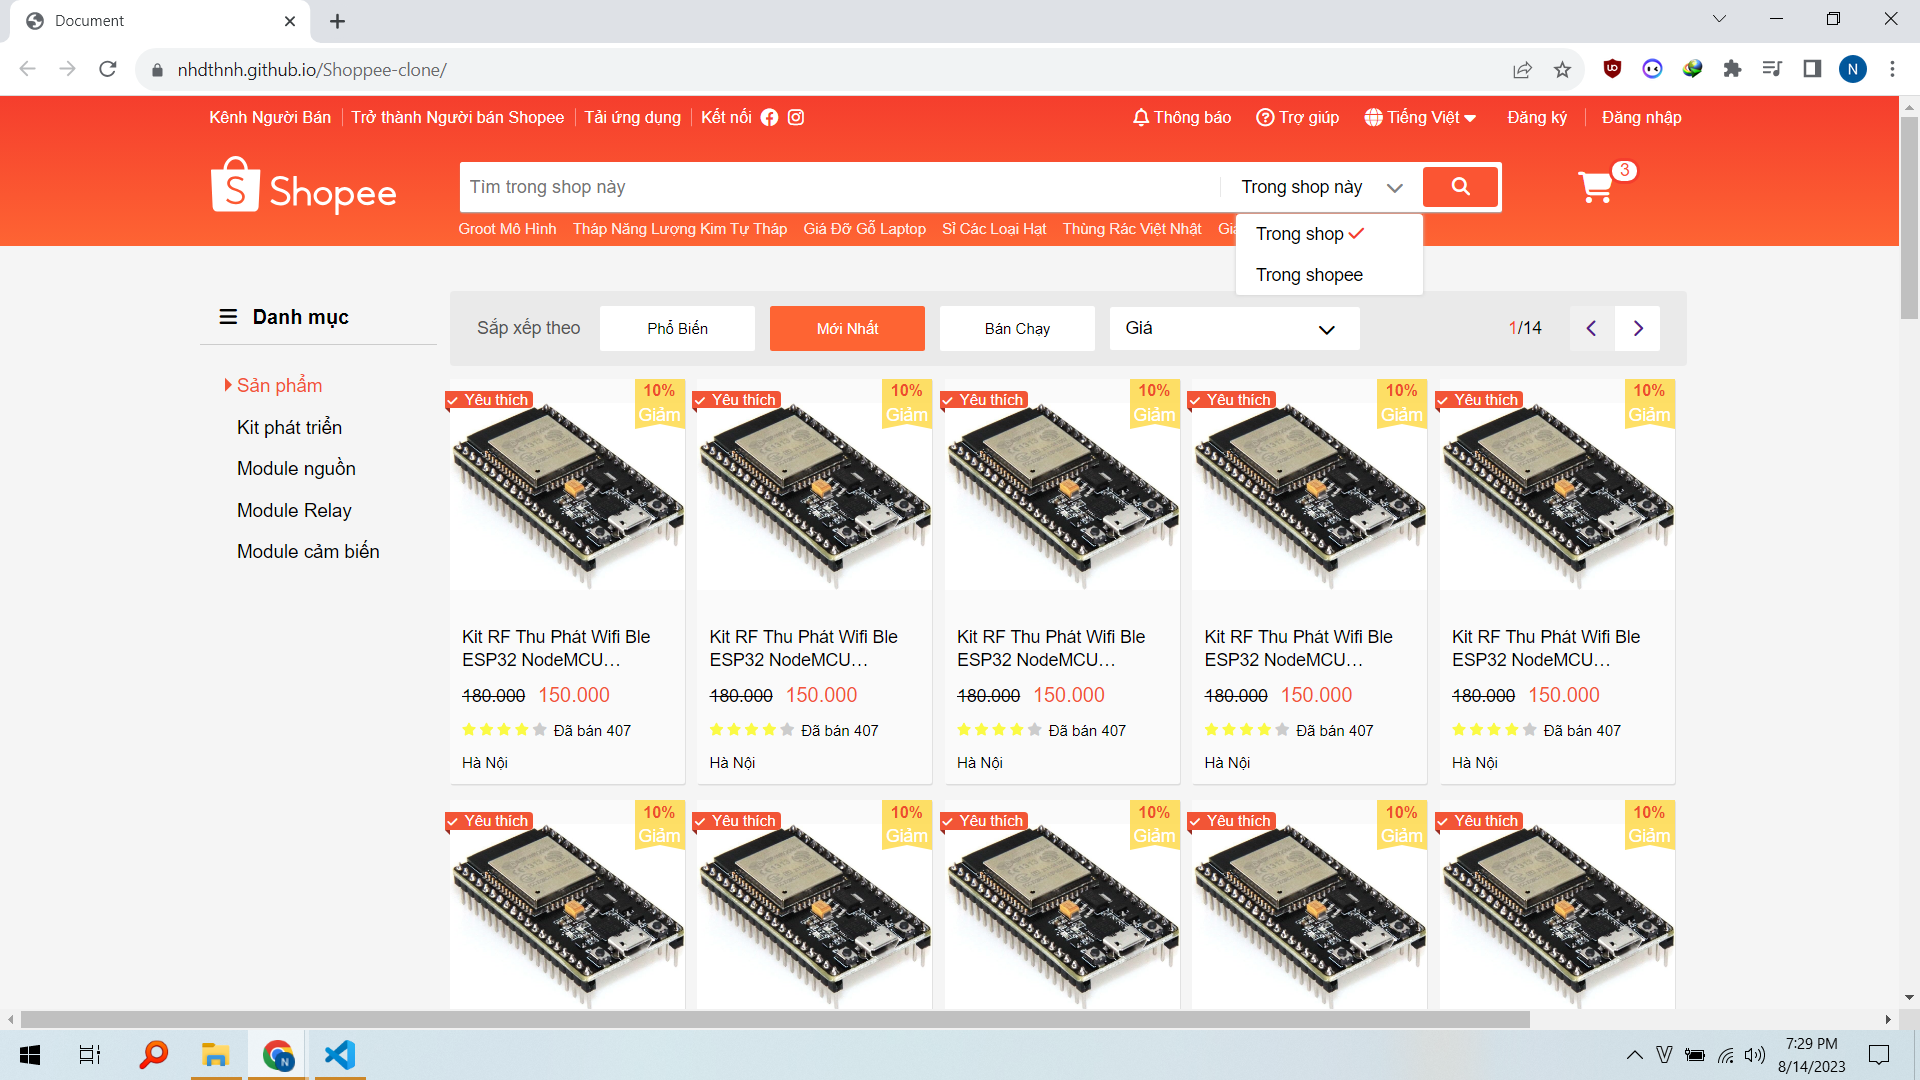 Document
nhdthnh.github.io/Shoppee-clone/
N
Kênh Người Bán Trở thành Người bán Shopee Tải ứng dụng Kết nối Thông báo Trợ giúp Tiếng Việt Đăng ký Đăng nhập
S Shopee Tìm trong shop này Trong shop này 3
Groot Mô Hình Tháp Năng Lượng Kim Tự Tháp Giá Đỡ Gỗ Laptop Sỉ Các Loại Hạt Thùng Rác Việt Nhật
Trong shop
Trong shopee
Danh mục
Sản phẩm
Kit phát triển
Module nguồn
Module Relay
Module cảm biến
Sắp xếp theo Phổ Biến Mới Nhất Bán Chạy Giá 1/14
Yêu thích 10% Yêu thích 10% Yêu thích 10% Yêu thích 10% Yêu thích 10%
Giảm Giảm Giảm Giảm Giảm
Kit RF Thu Phát Wifi Ble Kit RF Thu Phát Wifi Ble Kit RF Thu Phát Wifi Ble Kit RF Thu Phát Wifi Ble Kit RF Thu Phát Wifi Ble
ESP32 NodeMCU… ESP32 NodeMCU… ESP32 NodeMCU… ESP32 NodeMCU… ESP32 NodeMCU…
180.000 150.000 180.000 150.000 180.000 150.000 180.000 150.000 180.000 150.000
Đã bán 407 Đã bán 407 Đã bán 407 Đã bán 407 Đã bán 407
Hà Nội Hà Nội Hà Nội Hà Nội Hà Nội
Yêu thích 10% Yêu thích 10% Yêu thích 10% Yêu thích 10% Yêu thích 10%
Giảm Giảm Giảm Giảm Giảm
N V 7:29 PM
8/14/2023